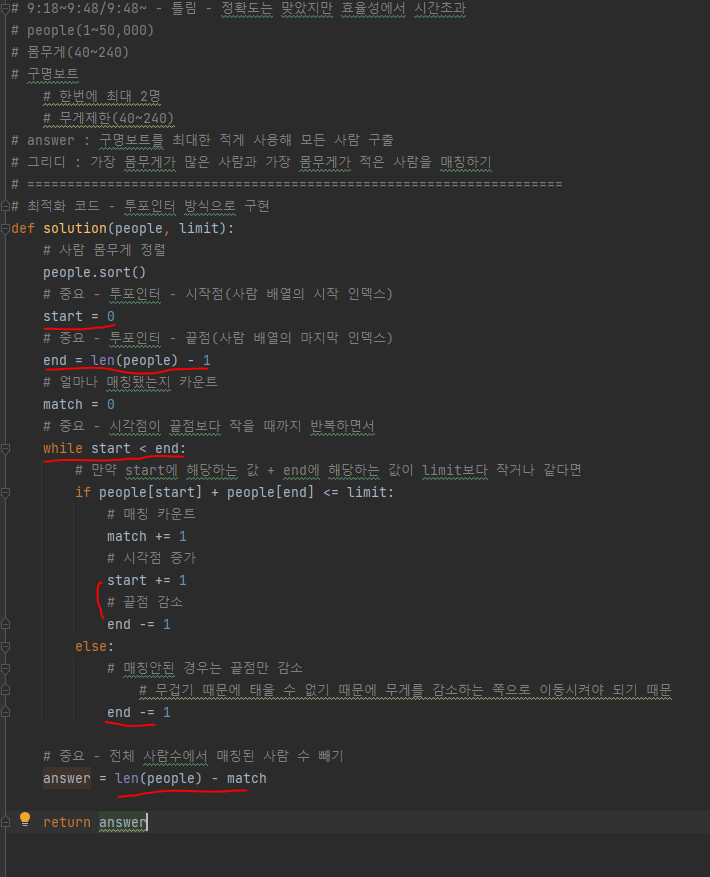 # 9:18~9:48/9:48~ - 틀림 - 정확도는 맞았지만 효율성에서 시간초과
# people(1~50,000)
# 몸무게(40~240)
# 구명보트
# 한번에 최대 2명
# 무게제한(40~240)
# answer : 구명보트를 최대한 적게 사용해 모든 사람 구출
# 그리디 : 가장 몸무게가 많은 사람과 가장 몸무게가 적은 사람을 매칭하기
# ===================================================================
# 최적화 코드 - 투포인터 방식으로 구현
def solution(people, limit):
# 사람 몸무게 정렬
people.sort()
# 중요 - 투포인터 - 시작점(사람 배열의 시작 인덱스)
start = 0
# 중요 - 투포인터 - 끝점(사람 배열의 마지막 인덱스)
end = len(people) - 1
# 얼마나 매칭됐는지 카운트
match = 0
# 중요 - 시각점이 끝점보다 작을 때까지 반복하면서
while start < end:
# 만약 start에 해당하는 값 + end에 해당하는 값이 limit보다 작거나 같다면
if people[start] + people[end] <= limit:
# 매칭 카운트
match += 1
# 시각점 증가
start += 1
# 끝점 감소
end -= 1
else:
# 매칭안된 경우는 끝점만 감소
# 무겁기 때문에 태울 수 없기 때문에 무게를 감소하는 쪽으로 이동시켜야 되기 때문
end -= 1
# 중요 - 전체 사람수에서 매칭된 사람 수 빼기
answer = len(people) - match
return answer